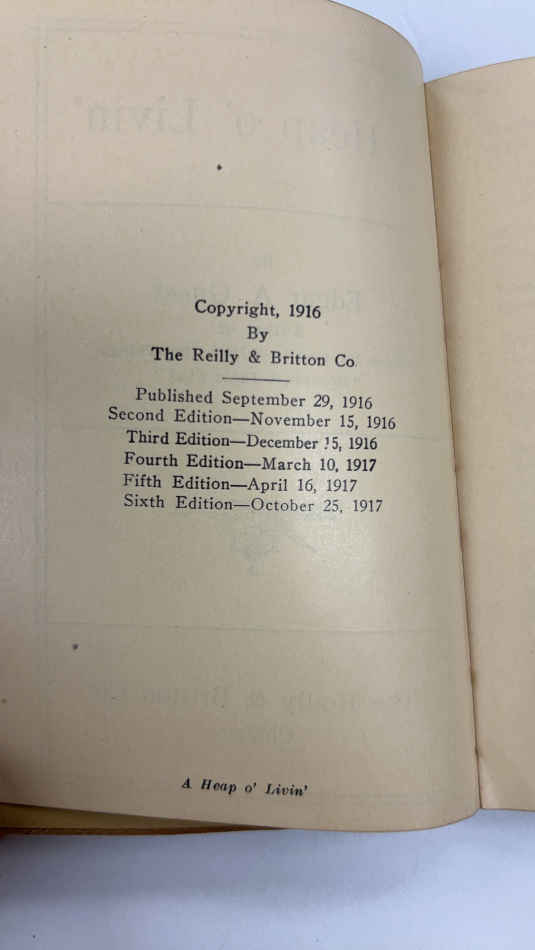 Copyright, 1916
By
The Reilly & Britton Co.
Published September 29, 1916
Second Edition—November 15, 1916
Third Edition—December 15, 1916
Fourth Edition—March 10, 1917
Fifth Edition—April 16, 1917
Sixth Edition—October 25, 1917
A Heap o' Livin'